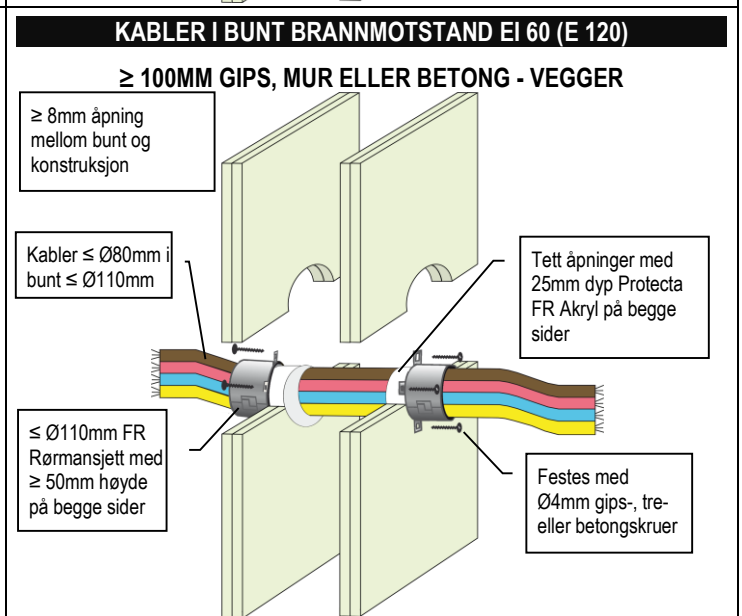 KABLER I BUNT BRANNMOTSTAND EI 60 (E 120)
≥ 100MM GIPS, MUR ELLER BETONG - VEGGER
≥ 8mm åpning
mellom bunt og
konstruksjon
Kabler ≤ Ø80mm i
bunt ≤ Ø110mm
Tett åpninger med
25mm dyp Protecta
FR Akryl på begge
sider
≤ Ø110mm FR
Rørmansjett med
≥ 50mm høyde
på begge sider
Festes med
Ø4mm gips-, tre-
eller betongskruer